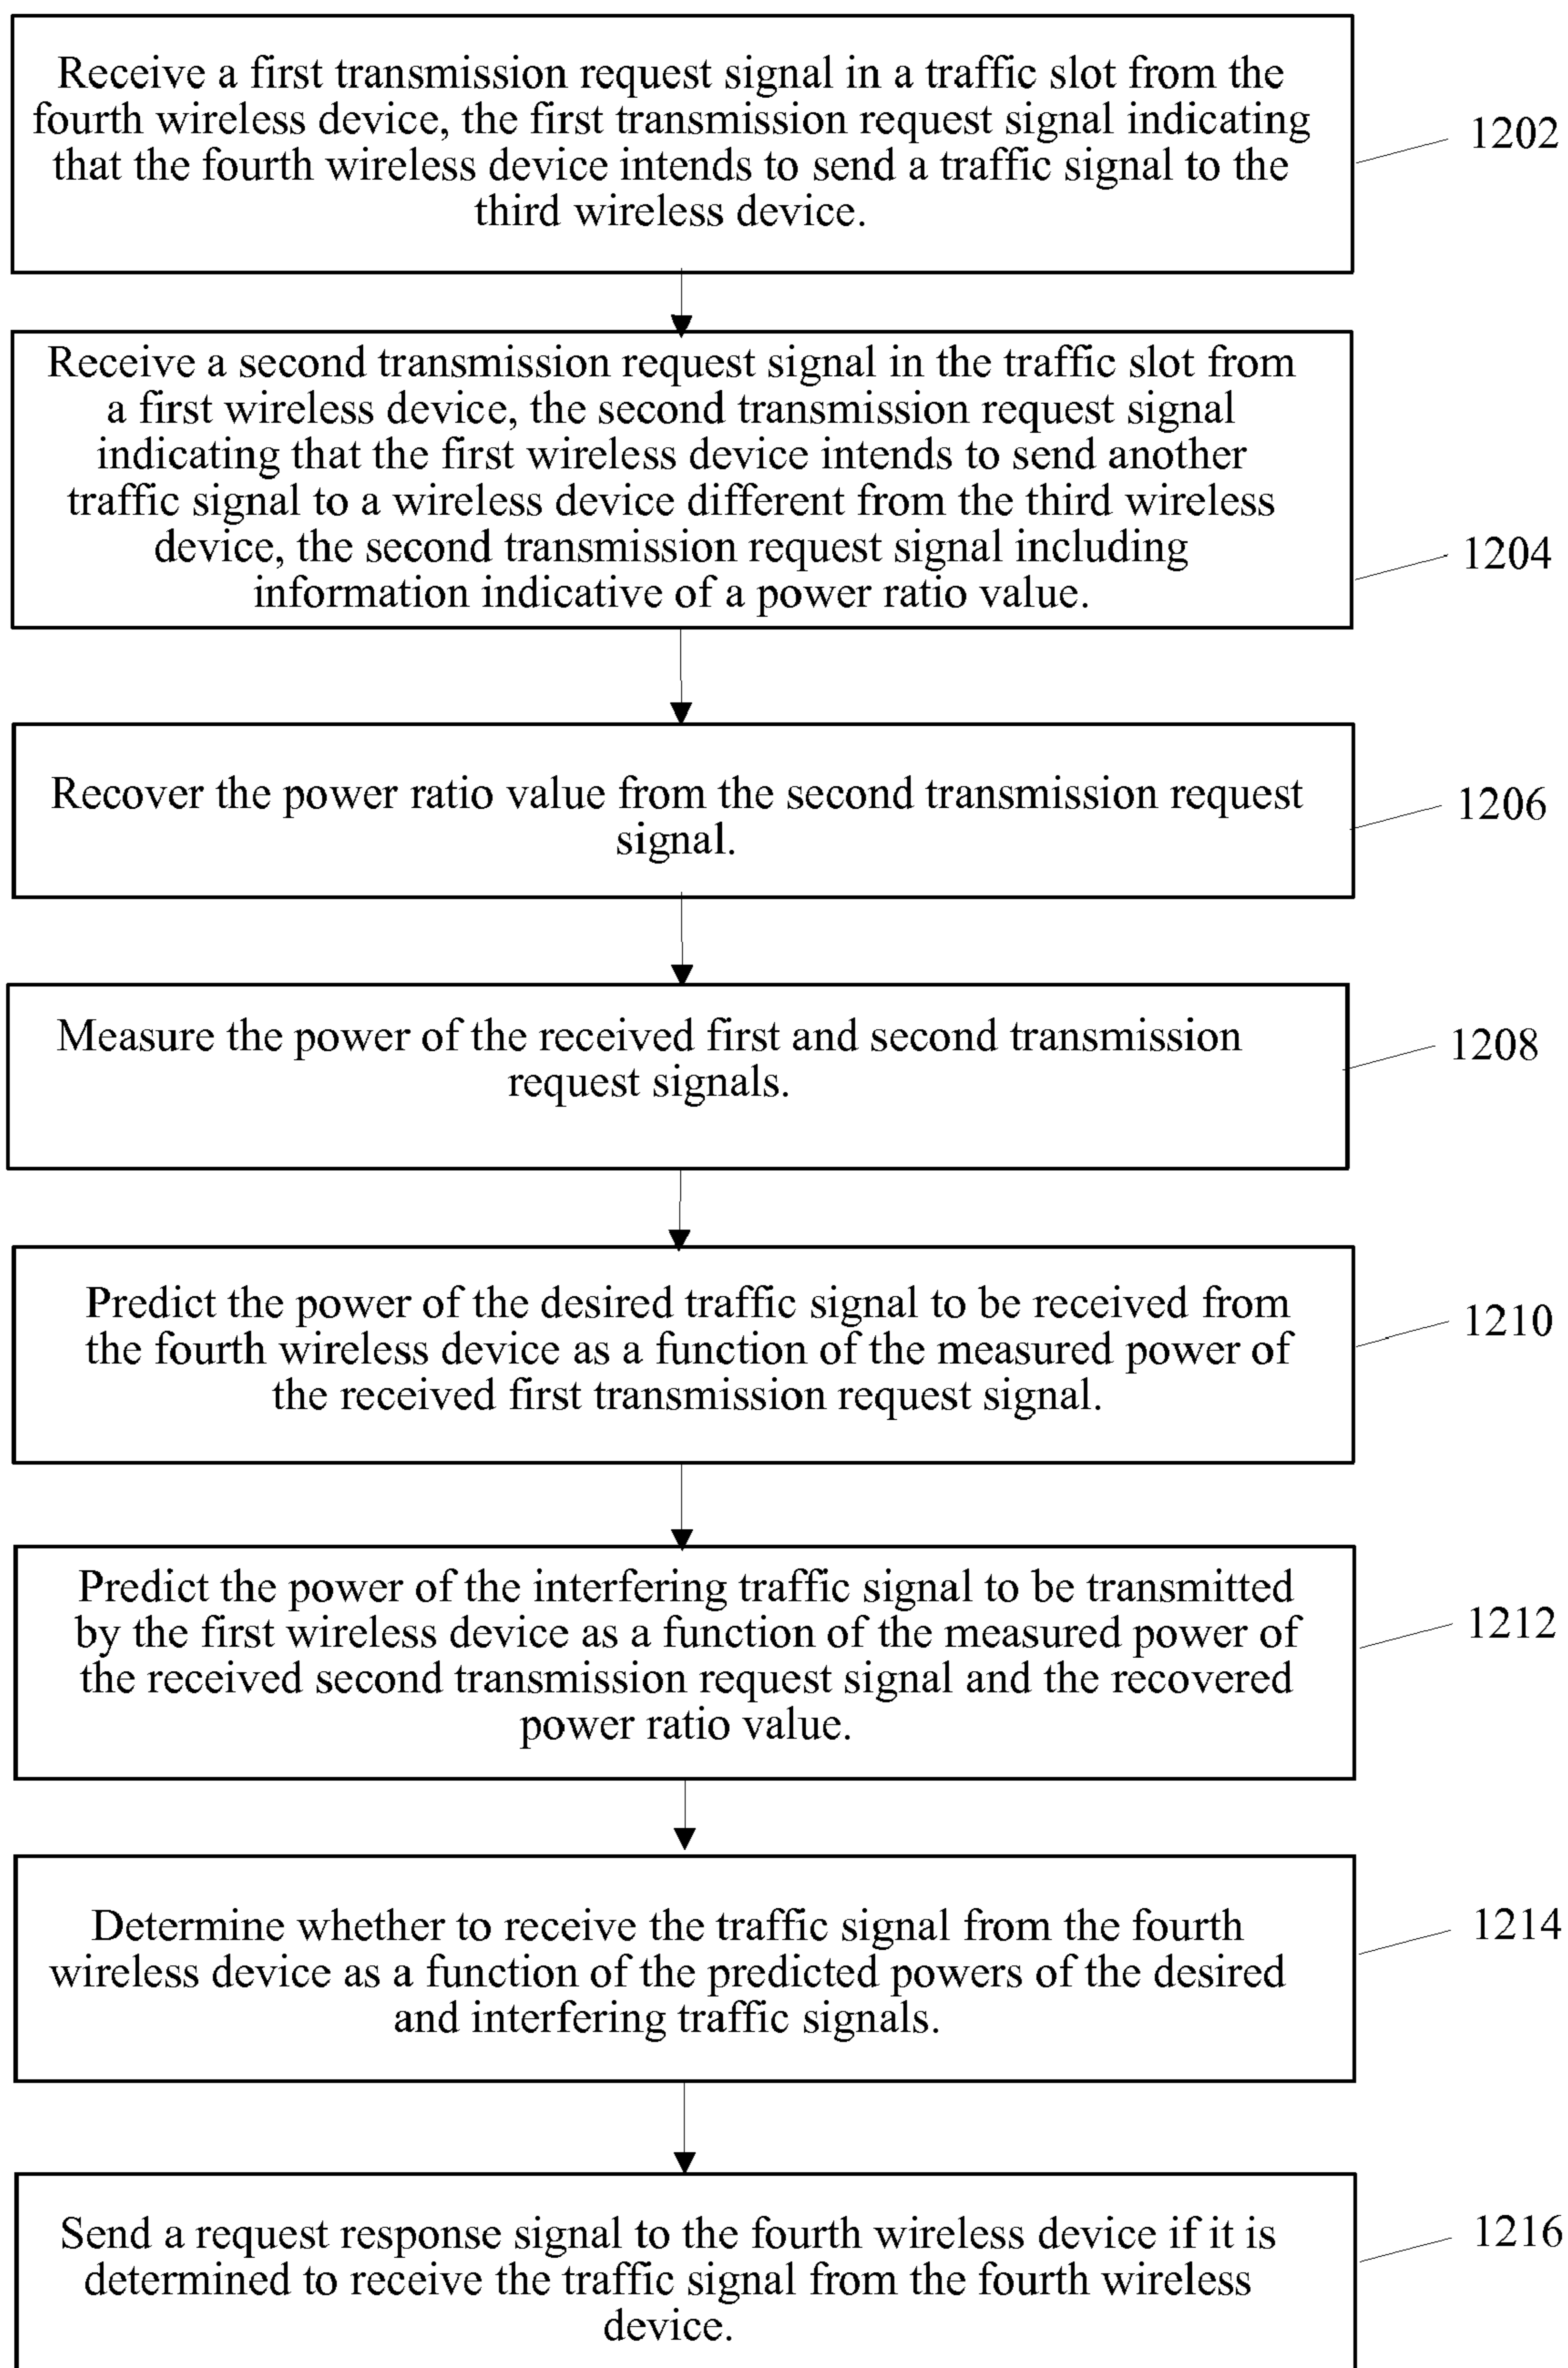 Receive a first transmission request signal in a traffic slot from the
fourth wireless device, the first transmission request signal indicating
that the fourth wireless device intends to send a traffic signal to the
third wireless device.
1202
Receive a second transmission request signal in the traffic slot from
a first wireless device, the second transmission request signal
indicating that the first wireless device intends to send another
traffic signal to a wireless device different from the third wireless
device, the second transmission request signal including
information indicative of a power ratio value.
1204
Recover the power ratio value from the second transmission request
signal.
1206
Measure the power of the received first and second transmission
request signals.
1208
Predict the power of the desired traffic signal to be received from
the fourth wireless device as a function of the measured power of
the received first transmission request signal.
1210
Predict the power of the interfering traffic signal to be transmitted
by the first wireless device as a function of the measured power of
the received second transmission request signal and the recovered
power ratio value.
1212
Determine whether to receive the traffic signal from the fourth
wireless device as a function of the predicted powers of the desired
and interfering traffic signals.
1214
Send a request response signal to the fourth wireless device if it is
determined to receive the traffic signal from the fourth wireless
device.
1216